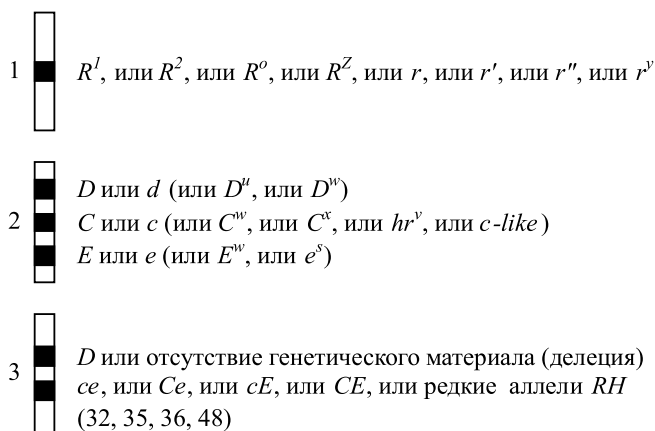 1 R¹, или R², или Rᵒ, или Rᶻ, или r, или r', или r", или rʸ
D или d (или Dᵘ, или Dʷ)
2 C или c (или Cʷ, или Cˣ, или hrᵛ, или c-like)
E или e (или Eʷ, или eˢ)
D или отсутствие генетического материала (делеция)
3 ce, или Ce, или cE, или CE, или редкие аллели RH
(32, 35, 36, 48)